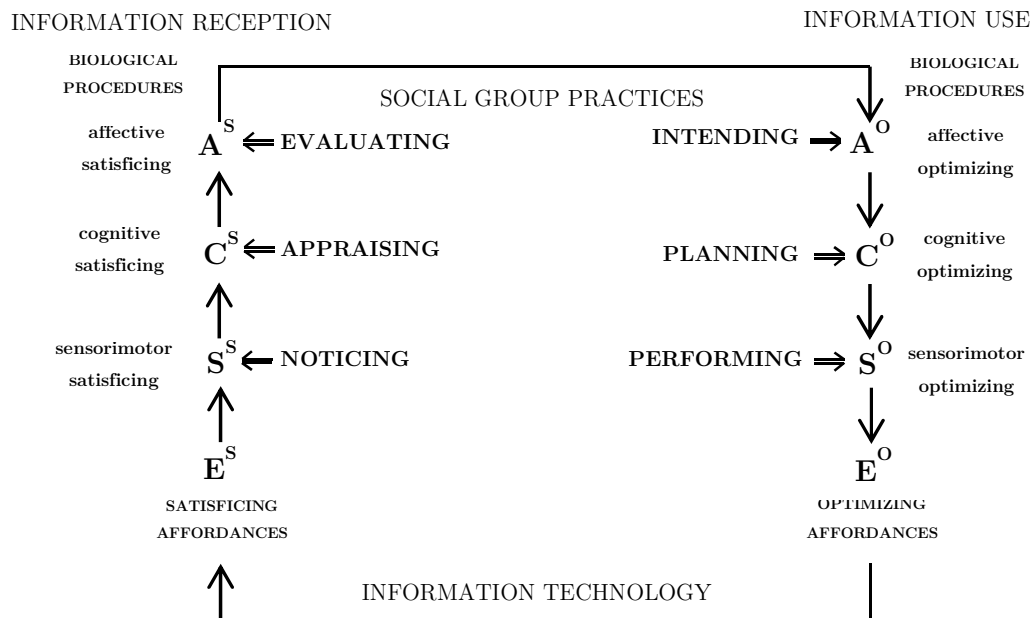 INFORMATION RECEPTION
INFORMATION USE
BIOLOGICAL
PROCEDURES
BIOLOGICAL
PROCEDURES
SOCIAL GROUP PRACTICES
affective
satisficing
A^S
EVALUATING
INTENDING
A^O
affective
optimizing
cognitive
satisficing
C^S
APPRAISING
PLANNING
C^O
cognitive
optimizing
sensorimotor
satisficing
S^S
NOTICING
PERFORMING
S^O
sensorimotor
optimizing
E^S
E^O
SATISFICING
AFFORDANCES
OPTIMIZING
AFFORDANCES
INFORMATION TECHNOLOGY